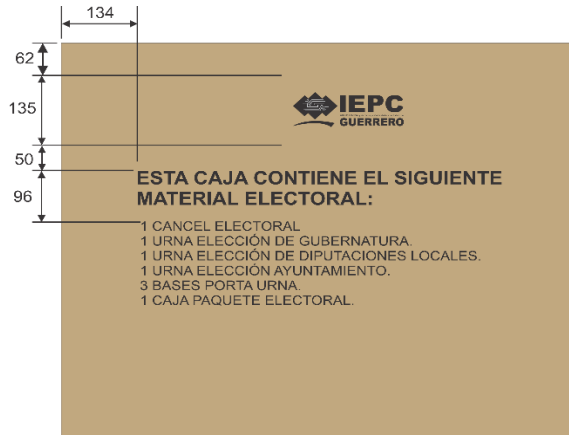 134
62
135
50
96
IEPC
GUERRERO
ESTA CAJA CONTIENE EL SIGUIENTE
MATERIAL ELECTORAL:
1 CANCEL ELECTORAL
1 URNA ELECCIÓN DE GUBERNATURA.
1 URNA ELECCIÓN DE DIPUTACIONES LOCALES.
1 URNA ELECCIÓN AYUNTAMIENTO.
3 BASES PORTA URNA.
1 CAJA PAQUETE ELECTORAL.